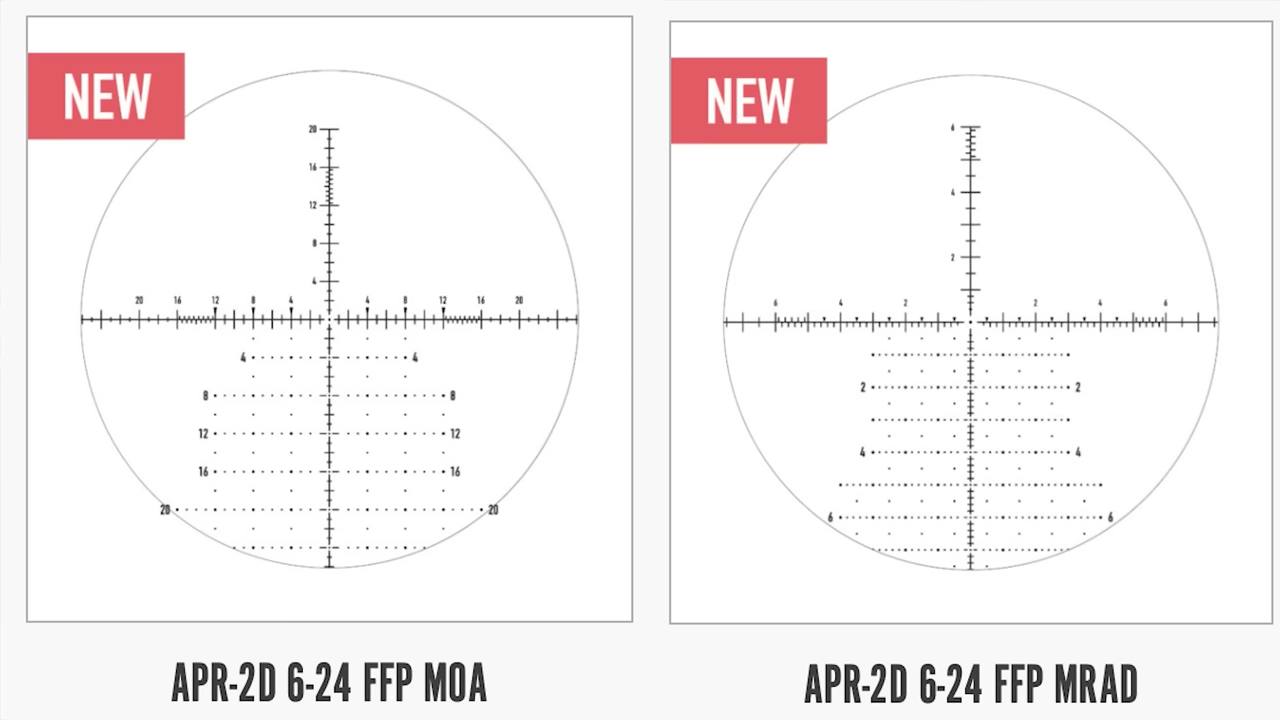 NEW
20
16
12
8
4
20 16 12 8 4 4 8 12 16 20
4 4
8 8
12 12
16 16
20 20
APR-2D 6-24 FFP MOA
NEW
6
4
2
6 4 2 2 4 6
2 2
4 4
6 6
APR-2D 6-24 FFP MRAD